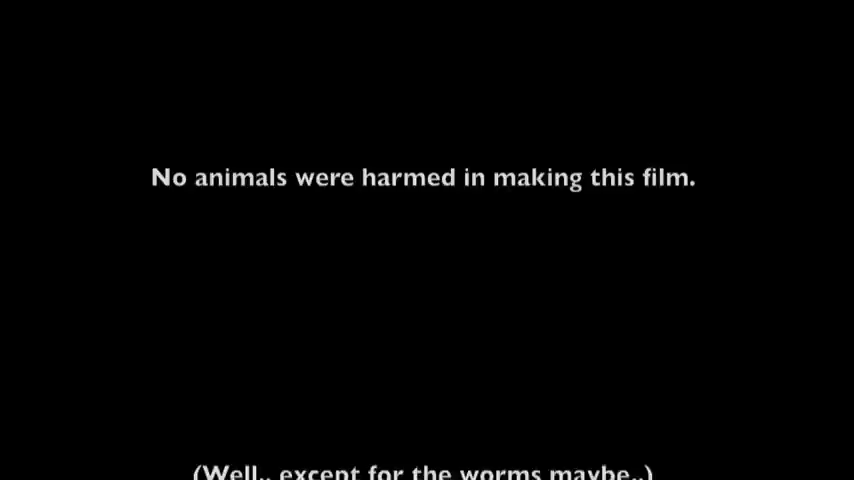 No animals were harmed in making this film.
(Well.. except for the worms maybe..)